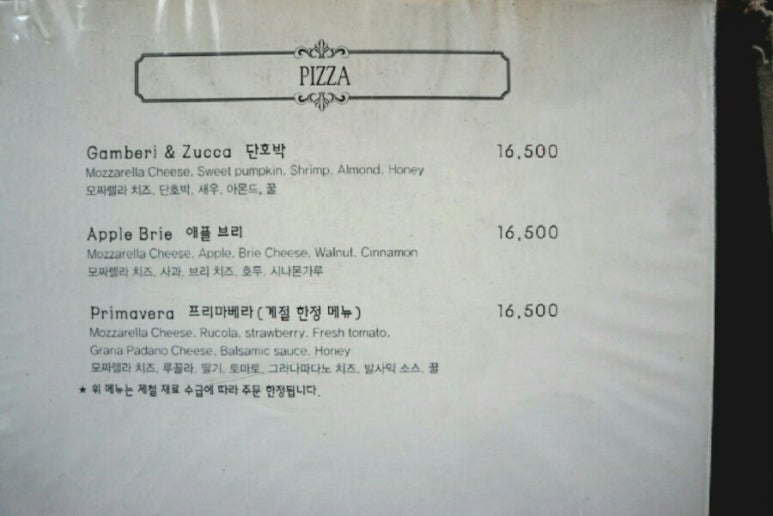 PIZZA
Gamberi & Zucca 단호박 16,500
Mozzarella Cheese, Sweet pumpkin, Shrimp, Almond, Honey
모짜렐라 치즈, 단호박, 새우, 아몬드, 꿀
Apple Brie 애플 브리 16,500
Mozzarella Cheese, Apple, Brie Cheese, Walnut, Cinnamon
모짜렐라 치즈, 사과, 브리 치즈, 호두, 시나몬가루
Primavera 프리마베라 (계절 한정 메뉴) 16,500
Mozzarella Cheese, Rucola, strawberry, Fresh tomato,
Grana Padano Cheese, Balsamic sauce, Honey
모짜렐라 치즈, 루꼴라, 딸기, 토마토, 그라나파다노 치즈, 발사믹 소스, 꿀
★ 위 메뉴는 제철 재료 수급에 따라 주문 한정됩니다.